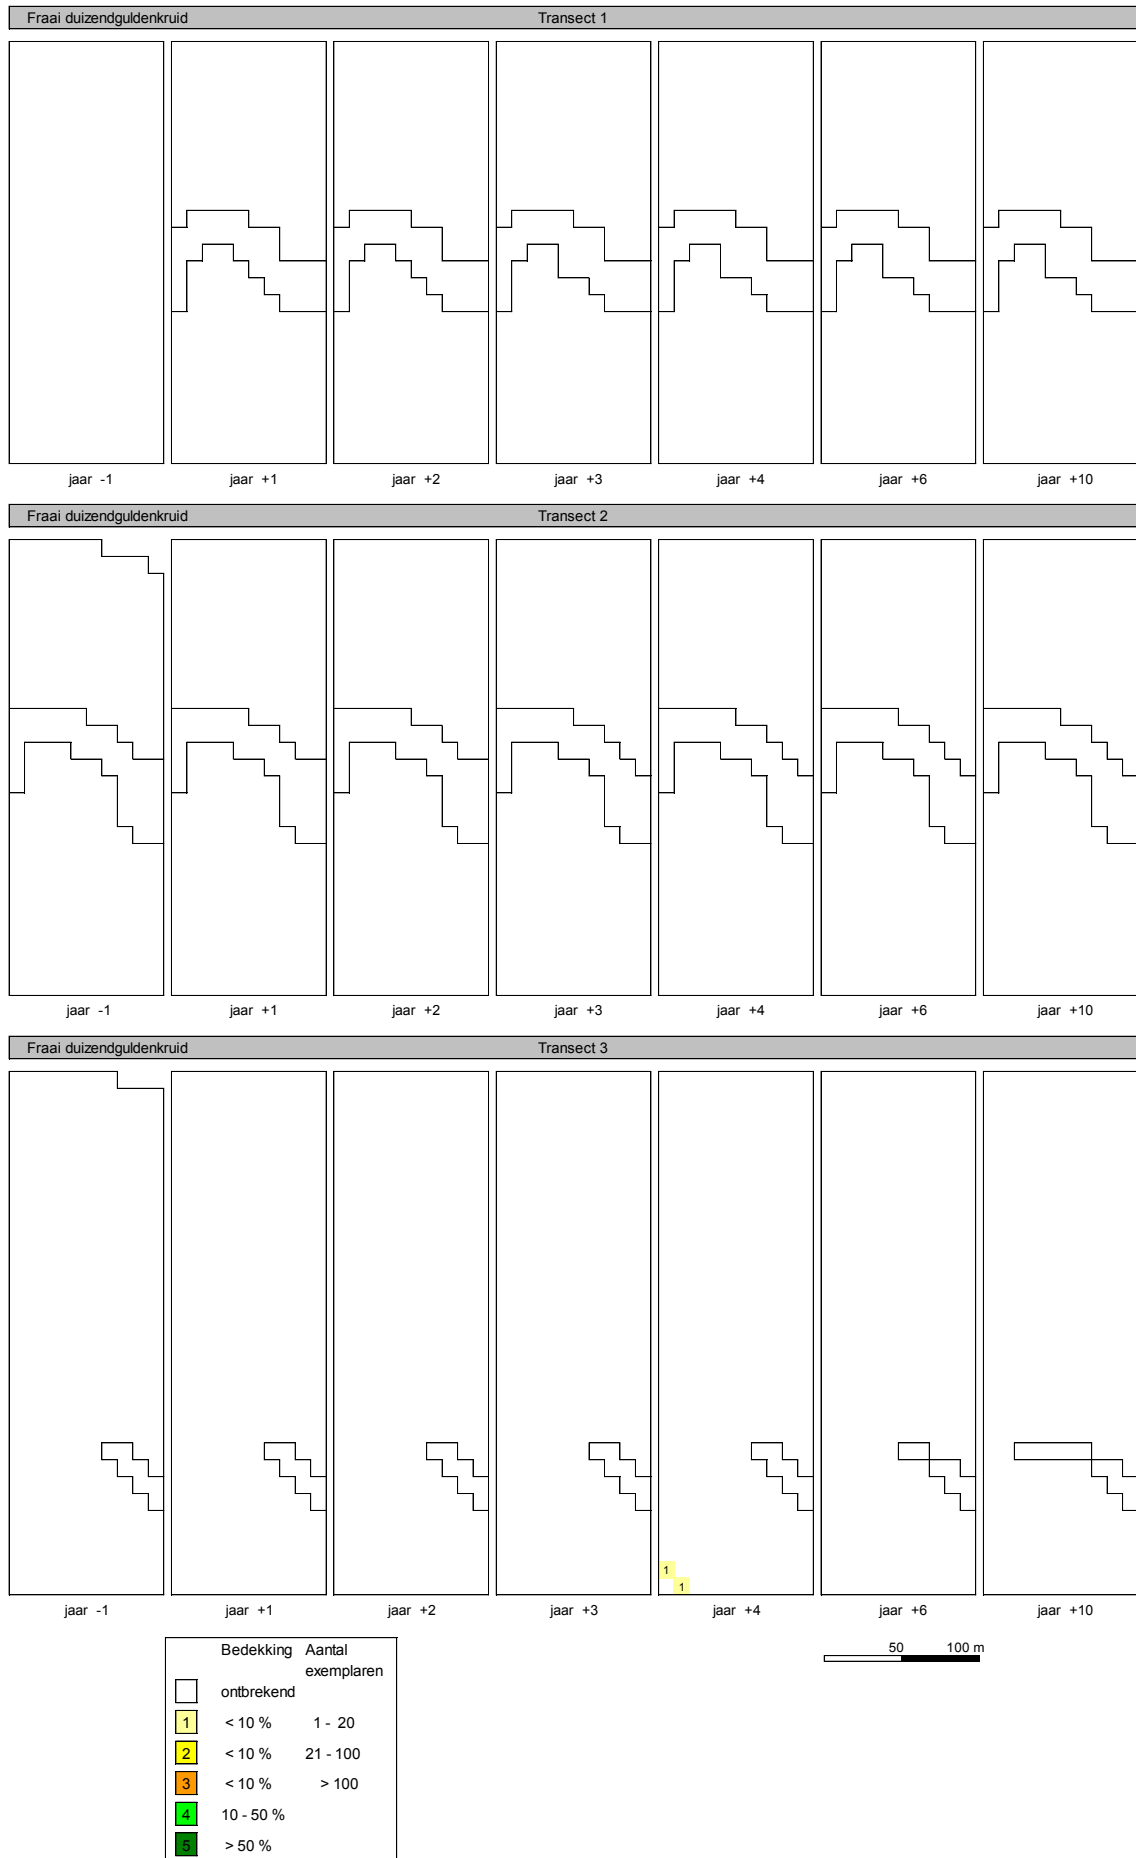 Fraai duizendguldenkruid Transect 1
jaar -1 jaar +1 jaar +2 jaar +3 jaar +4 jaar +6 jaar +10
Fraai duizendguldenkruid Transect 2
jaar -1 jaar +1 jaar +2 jaar +3 jaar +4 jaar +6 jaar +10
Fraai duizendguldenkruid Transect 3
1
1
jaar -1 jaar +1 jaar +2 jaar +3 jaar +4 jaar +6 jaar +10
Bedekking Aantal
exemplaren
ontbrekend
1 < 10 % 1 - 20
2 < 10 % 21 - 100
3 < 10 % > 100
4 10 - 50 %
5 > 50 %
50 100 m